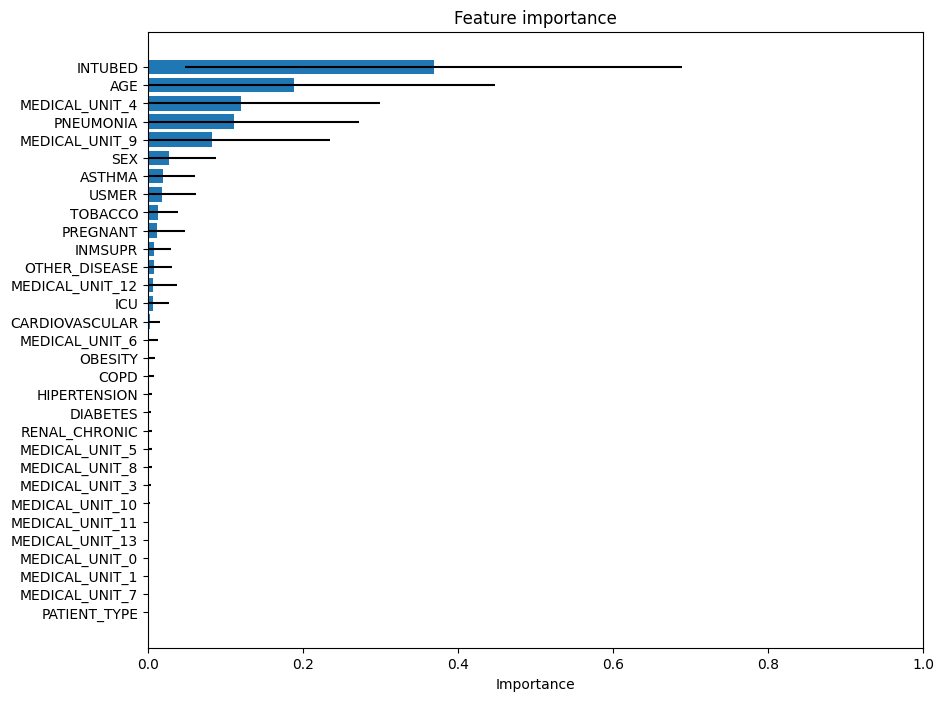 Feature importance
INTUBED
AGE
MEDICAL_UNIT_4
PNEUMONIA
MEDICAL_UNIT_9
SEX
ASTHMA
USMER
TOBACCO
PREGNANT
INMSUPR
OTHER_DISEASE
MEDICAL_UNIT_12
ICU
CARDIOVASCULAR
MEDICAL_UNIT_6
OBESITY
COPD
HIPERTENSION
DIABETES
RENAL_CHRONIC
MEDICAL_UNIT_5
MEDICAL_UNIT_8
MEDICAL_UNIT_3
MEDICAL_UNIT_10
MEDICAL_UNIT_11
MEDICAL_UNIT_13
MEDICAL_UNIT_0
MEDICAL_UNIT_1
MEDICAL_UNIT_7
PATIENT_TYPE
0.0 0.2 0.4 0.6 0.8 1.0
Importance